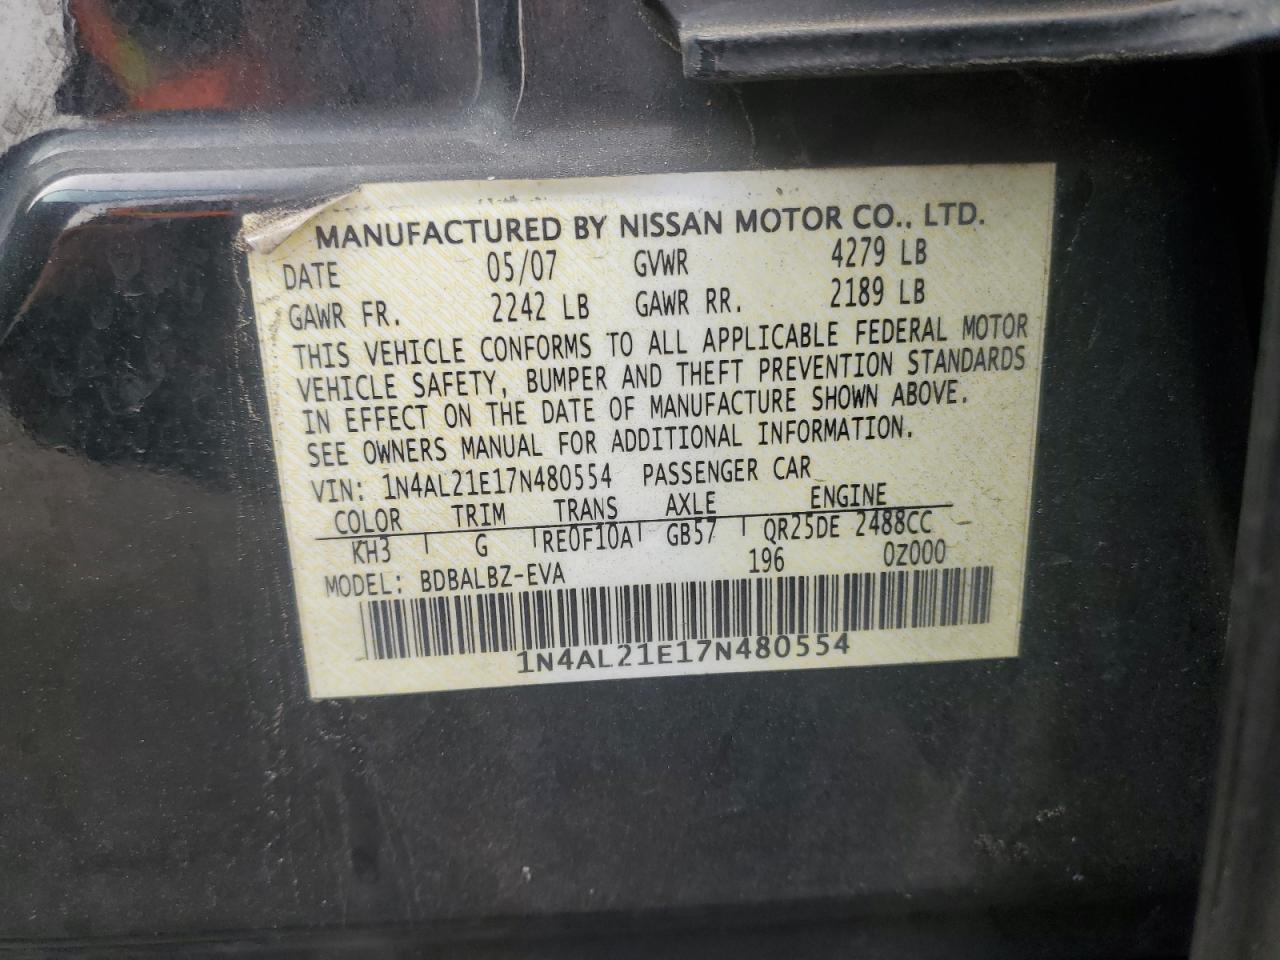 MANUFACTURED BY NISSAN MOTOR CO., LTD.
DATE 05/07 GVWR 4279 LB
GAWR FR. 2242 LB GAWR RR. 2189 LB
THIS VEHICLE CONFORMS TO ALL APPLICABLE FEDERAL MOTOR
VEHICLE SAFETY, BUMPER AND THEFT PREVENTION STANDARDS
IN EFFECT ON THE DATE OF MANUFACTURE SHOWN ABOVE.
SEE OWNERS MANUAL FOR ADDITIONAL INFORMATION.
VIN: 1N4AL21E17N480554 PASSENGER CAR
COLOR TRIM TRANS AXLE ENGINE
KH3 G RE0F10A GB57 QR25DE 2488CC
MODEL: BDBALBZ-EVA 196 0Z000
1N4AL21E17N480554